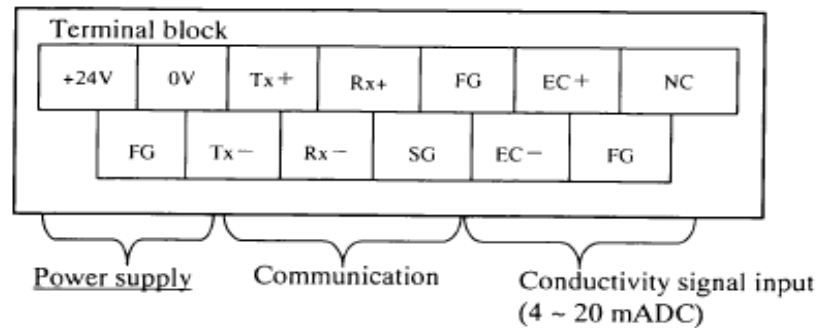 Terminal block
+24V 0V Tx+ Rx+ FG EC+ NC
FG Tx− Rx− SG EC− FG
Power supply Communication Conductivity signal input
(4 ~ 20 mADC)